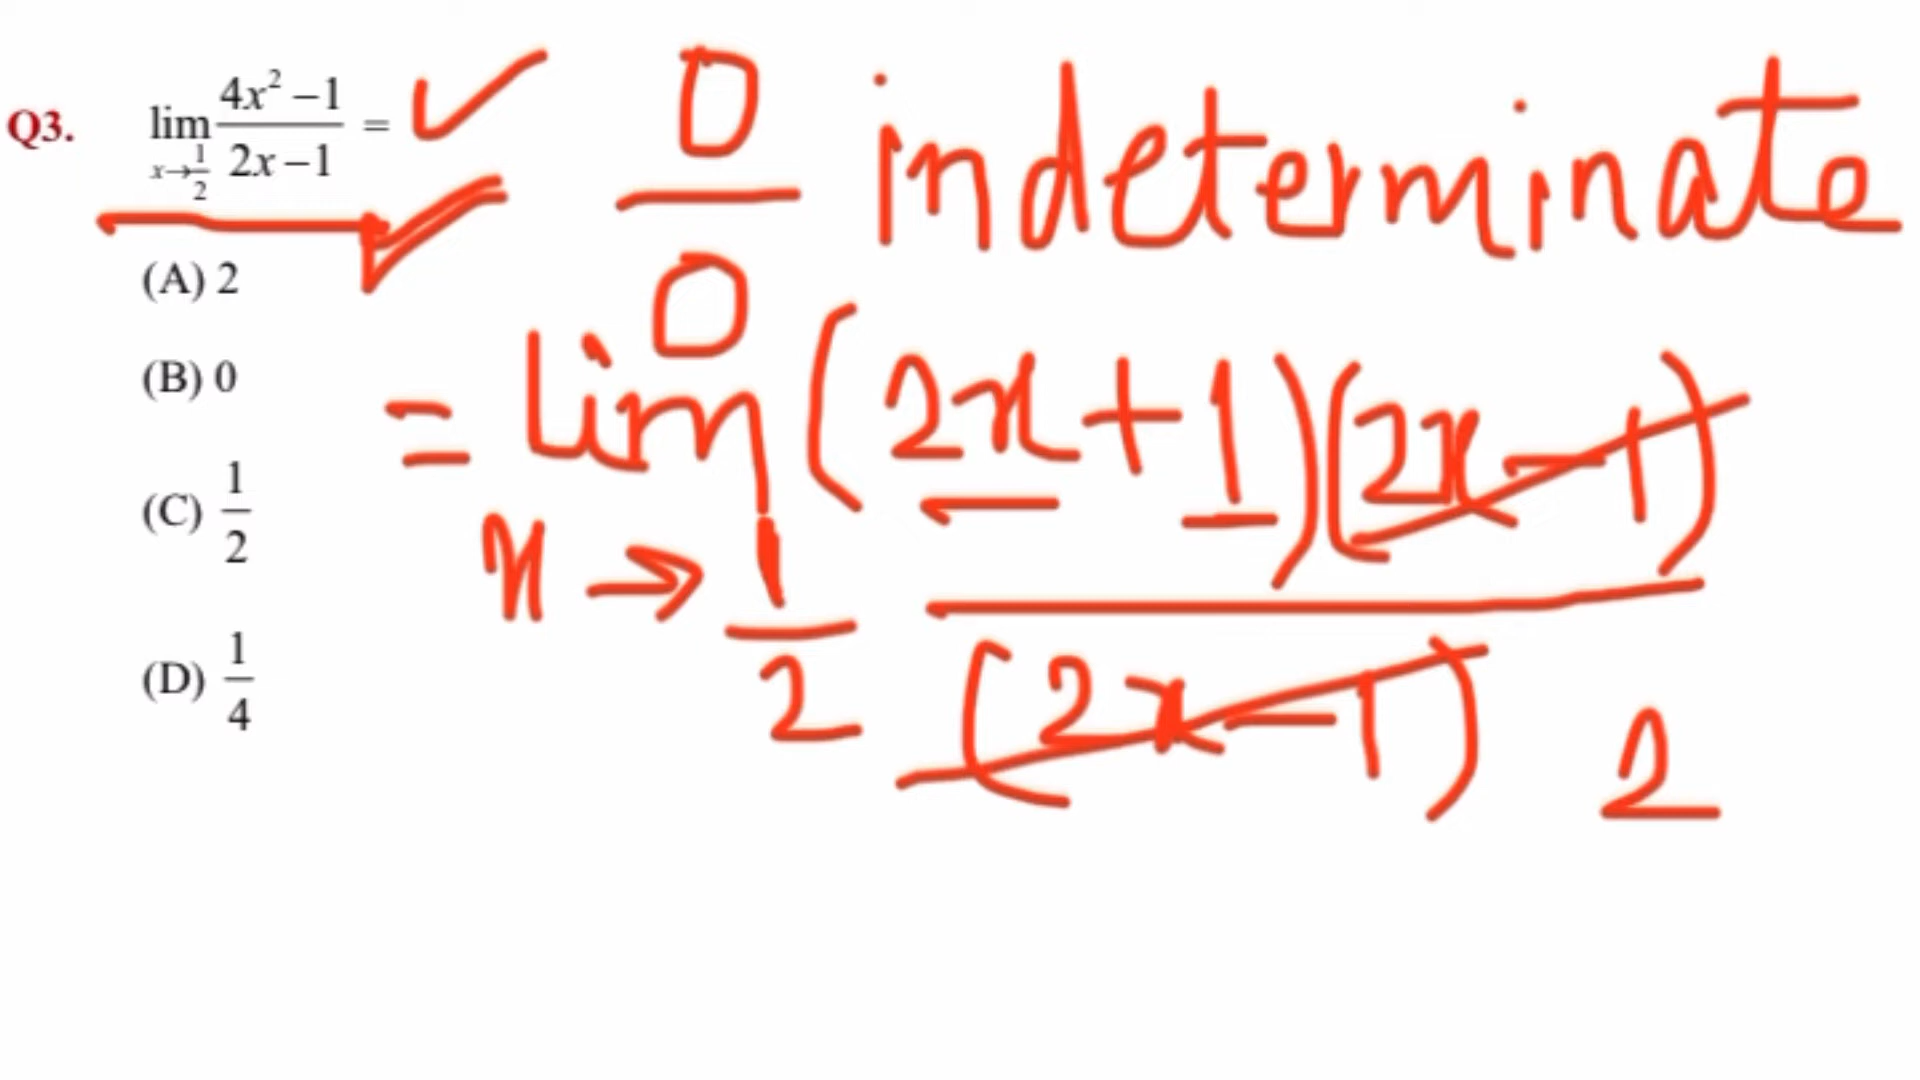 Q3. lim x→1/2 (4x² − 1)/(2x − 1) =
0/0 indeterminate
(A) 2
(B) 0
= lim x→1/2 (2x + 1)(2x − 1)/(2x − 1)
(C) 1/2
(D) 1/4
2